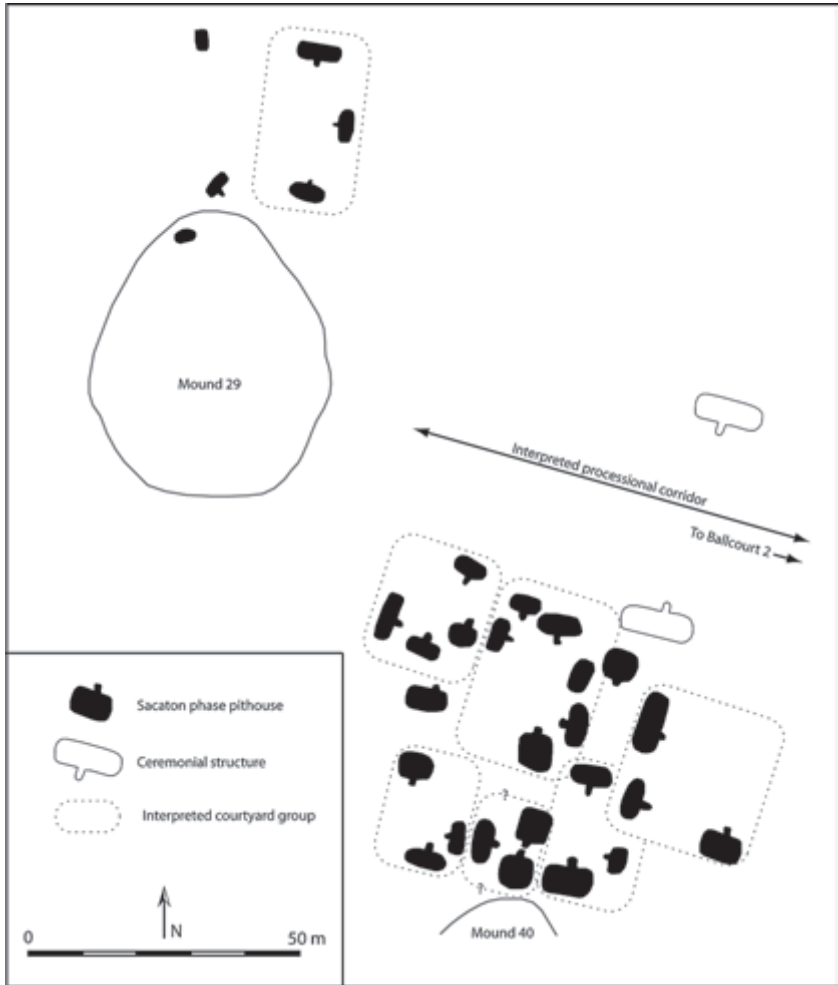 Mound 29
Interpreted processional corridor
To Ballcourt 2
Sacaton phase pithouse
Ceremonial structure
Interpreted courtyard group
?
?
N
0 50 m
Mound 40